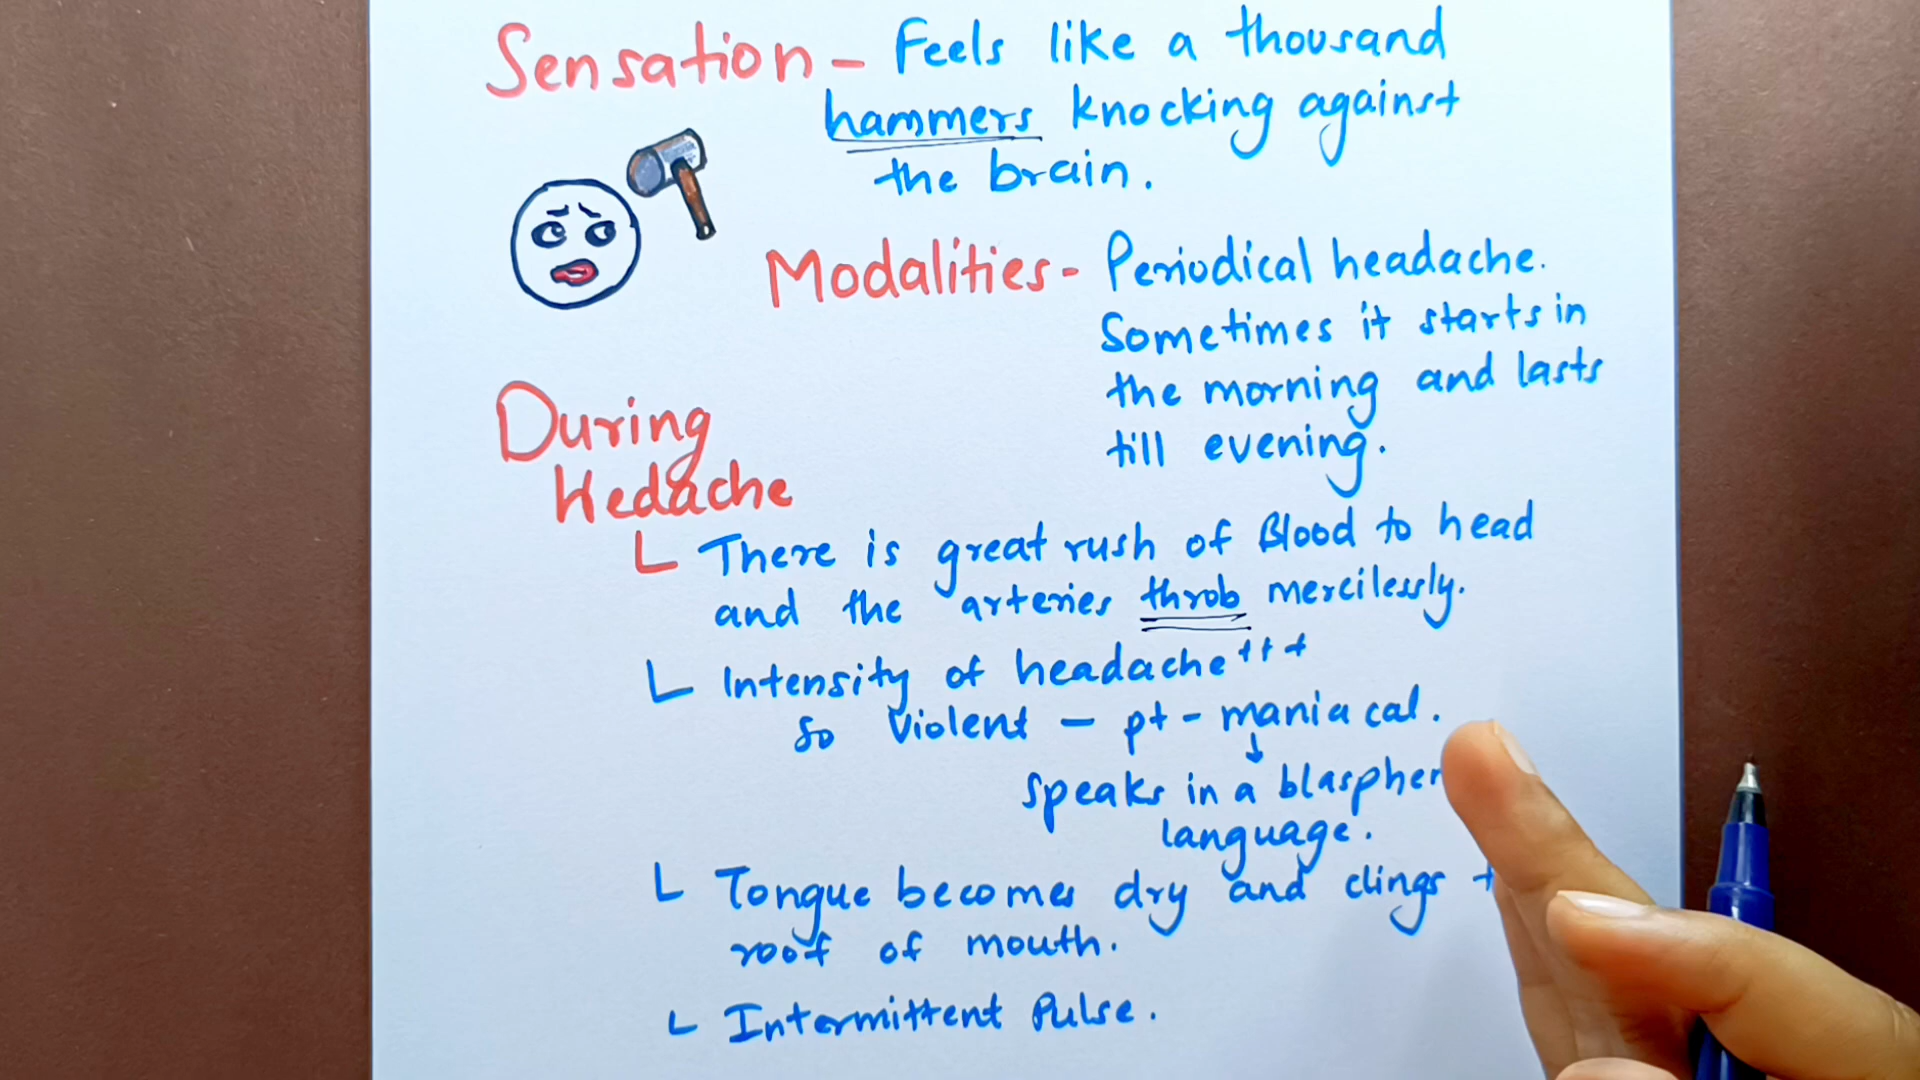 Sensation - Feels like a thousand
hammers knocking against
the brain.
Modalities - Periodical headache.
Sometimes it starts in
the morning and lasts
till evening.
During
Hedache
There is great rush of Blood to head
and the arteries throb mercilessly.
Intensity of headache +++
so violent - pt - maniacal.
speaks in a
language.
Tongue becomes dry and clings
roof of mouth.
Intermittent Pulse.